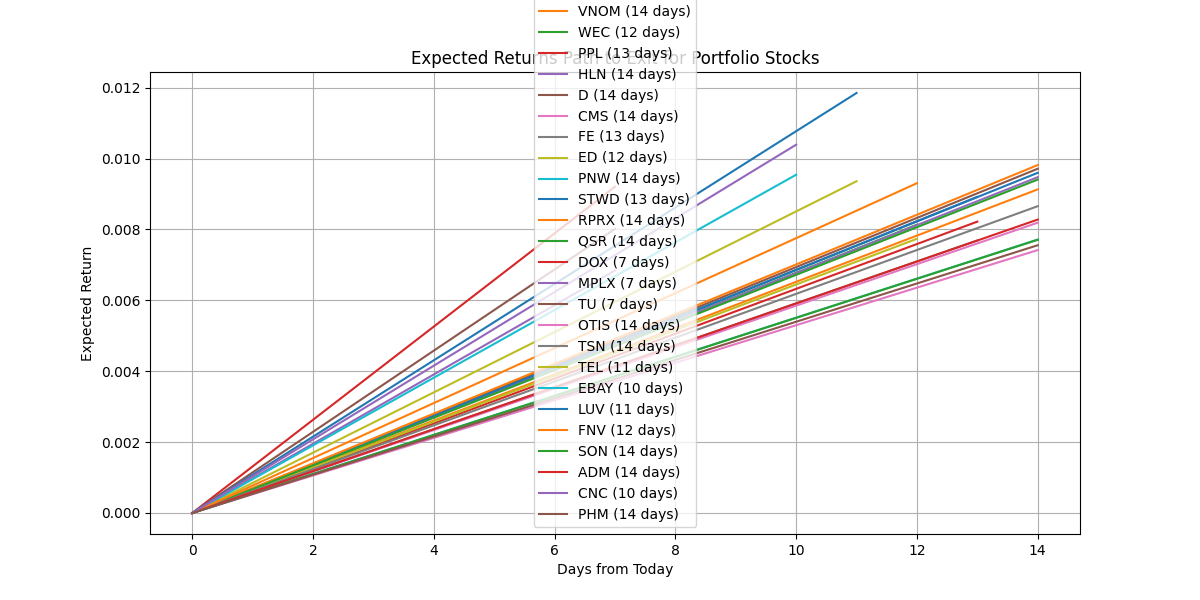 VNOM (14 days)
WEC (12 days)
PPL (13 days)
Expected Returns Path to Exit for Portfolio Stocks
HLN (14 days)
D (14 days)
CMS (14 days)
FE (13 days)
ED (12 days)
PNW (14 days)
STWD (13 days)
RPRX (14 days)
QSR (14 days)
DOX (7 days)
MPLX (7 days)
TU (7 days)
OTIS (14 days)
TSN (14 days)
TEL (11 days)
EBAY (10 days)
LUV (11 days)
FNV (12 days)
SON (14 days)
ADM (14 days)
CNC (10 days)
PHM (14 days)
0.012
0.010
0.008
0.006
0.004
0.002
0.000
Expected Return
0 2 4 6 8 10 12 14
Days from Today